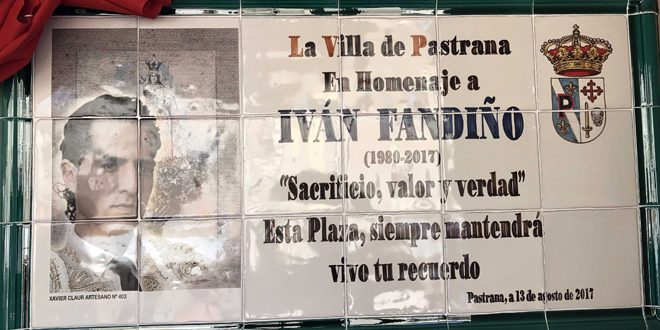 La Villa de Pastrana
En Homenaje a
IVÁN FANDIÑO
(1980-2017)
"Sacrificio, valor y verdad"
Esta Plaza, siempre mantendrá
vivo tu recuerdo
Pastrana, a 13 de agosto de 2017
XAVIER CLAUR ARTESANO Nº 403
P